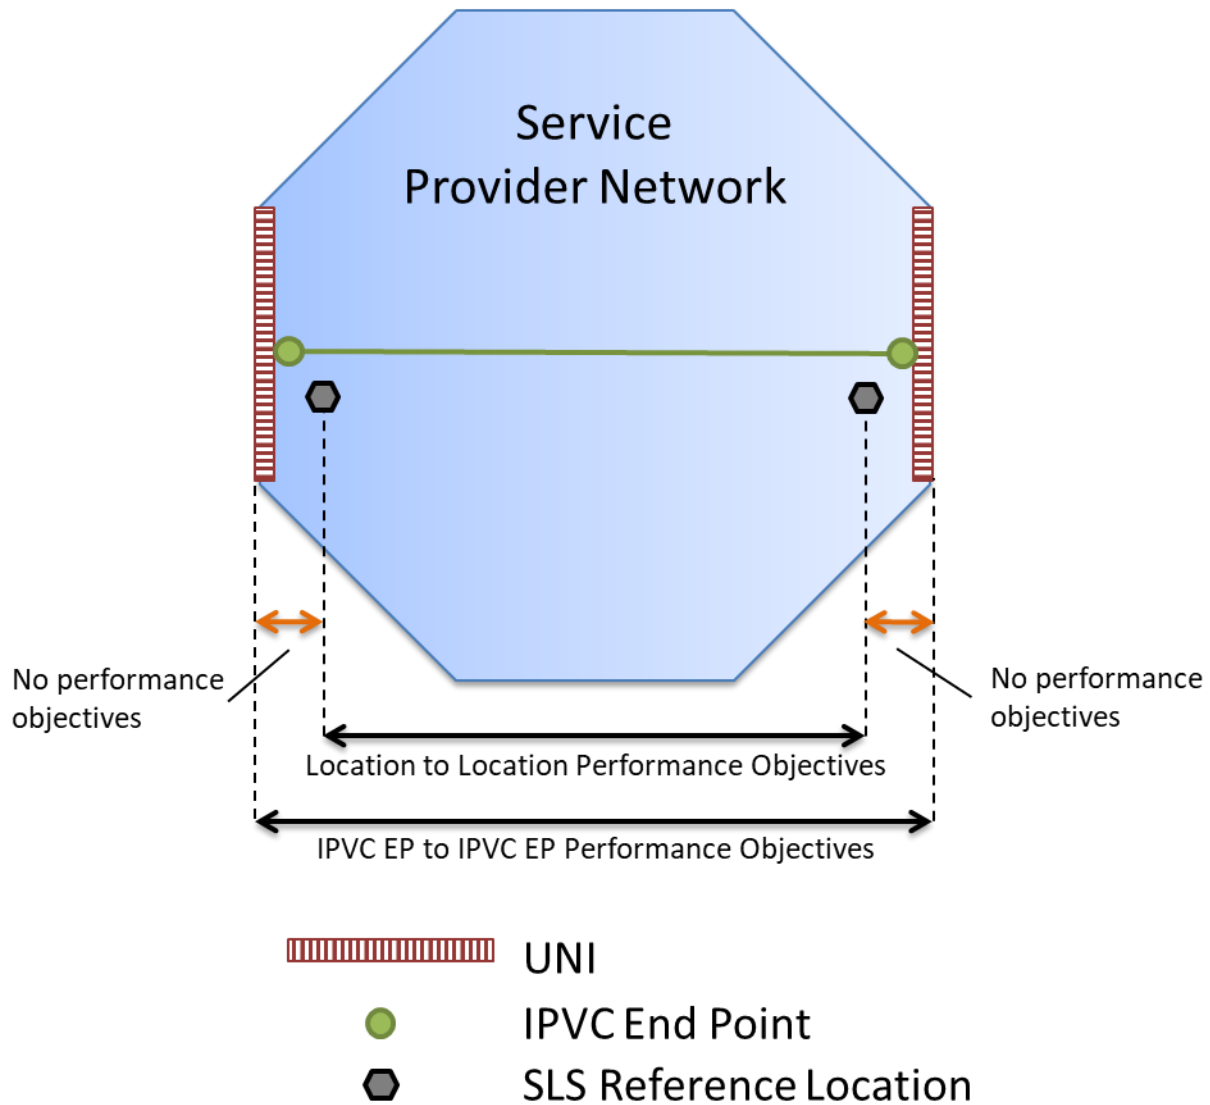 Service
Provider Network
No performance
objectives
No performance
objectives
Location to Location Performance Objectives
IPVC EP to IPVC EP Performance Objectives
UNI
IPVC End Point
SLS Reference Location